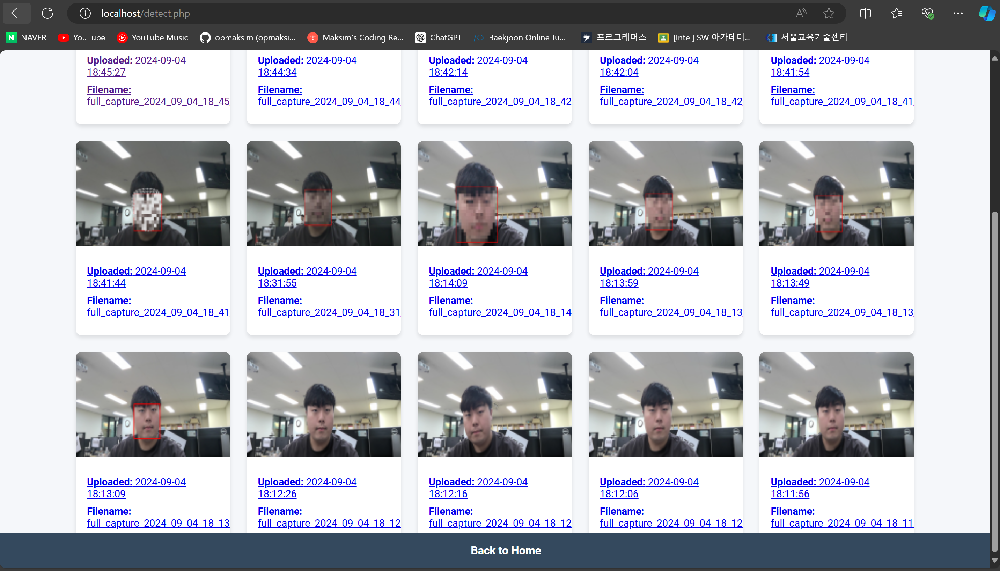 localhost/detect.php
NAVER YouTube YouTube Music opmaksim (opmaksi... Maksim's Coding Re... ChatGPT Baekjoon Online Ju... 프로그래머스 [Intel] SW 아카데미... 서울교육기술센터
Uploaded: 2024-09-04 Uploaded: 2024-09-04 Uploaded: 2024-09-04 Uploaded: 2024-09-04 Uploaded: 2024-09-04
18:45:27 18:44:34 18:42:14 18:42:04 18:41:54
Filename: Filename: Filename: Filename: Filename:
full_capture_2024_09_04_18_45 full_capture_2024_09_04_18_44 full_capture_2024_09_04_18_42 full_capture_2024_09_04_18_42 full_capture_2024_09_04_18_41
Uploaded: 2024-09-04 Uploaded: 2024-09-04 Uploaded: 2024-09-04 Uploaded: 2024-09-04 Uploaded: 2024-09-04
18:41:44 18:31:55 18:14:09 18:13:59 18:13:49
Filename: Filename: Filename: Filename: Filename:
full_capture_2024_09_04_18_41 full_capture_2024_09_04_18_31 full_capture_2024_09_04_18_14 full_capture_2024_09_04_18_13 full_capture_2024_09_04_18_13
Uploaded: 2024-09-04 Uploaded: 2024-09-04 Uploaded: 2024-09-04 Uploaded: 2024-09-04 Uploaded: 2024-09-04
18:13:09 18:12:26 18:12:16 18:12:06 18:11:56
Filename: Filename: Filename: Filename: Filename:
full_capture_2024_09_04_18_13 full_capture_2024_09_04_18_12 full_capture_2024_09_04_18_12 full_capture_2024_09_04_18_12 full_capture_2024_09_04_18_11
Back to Home